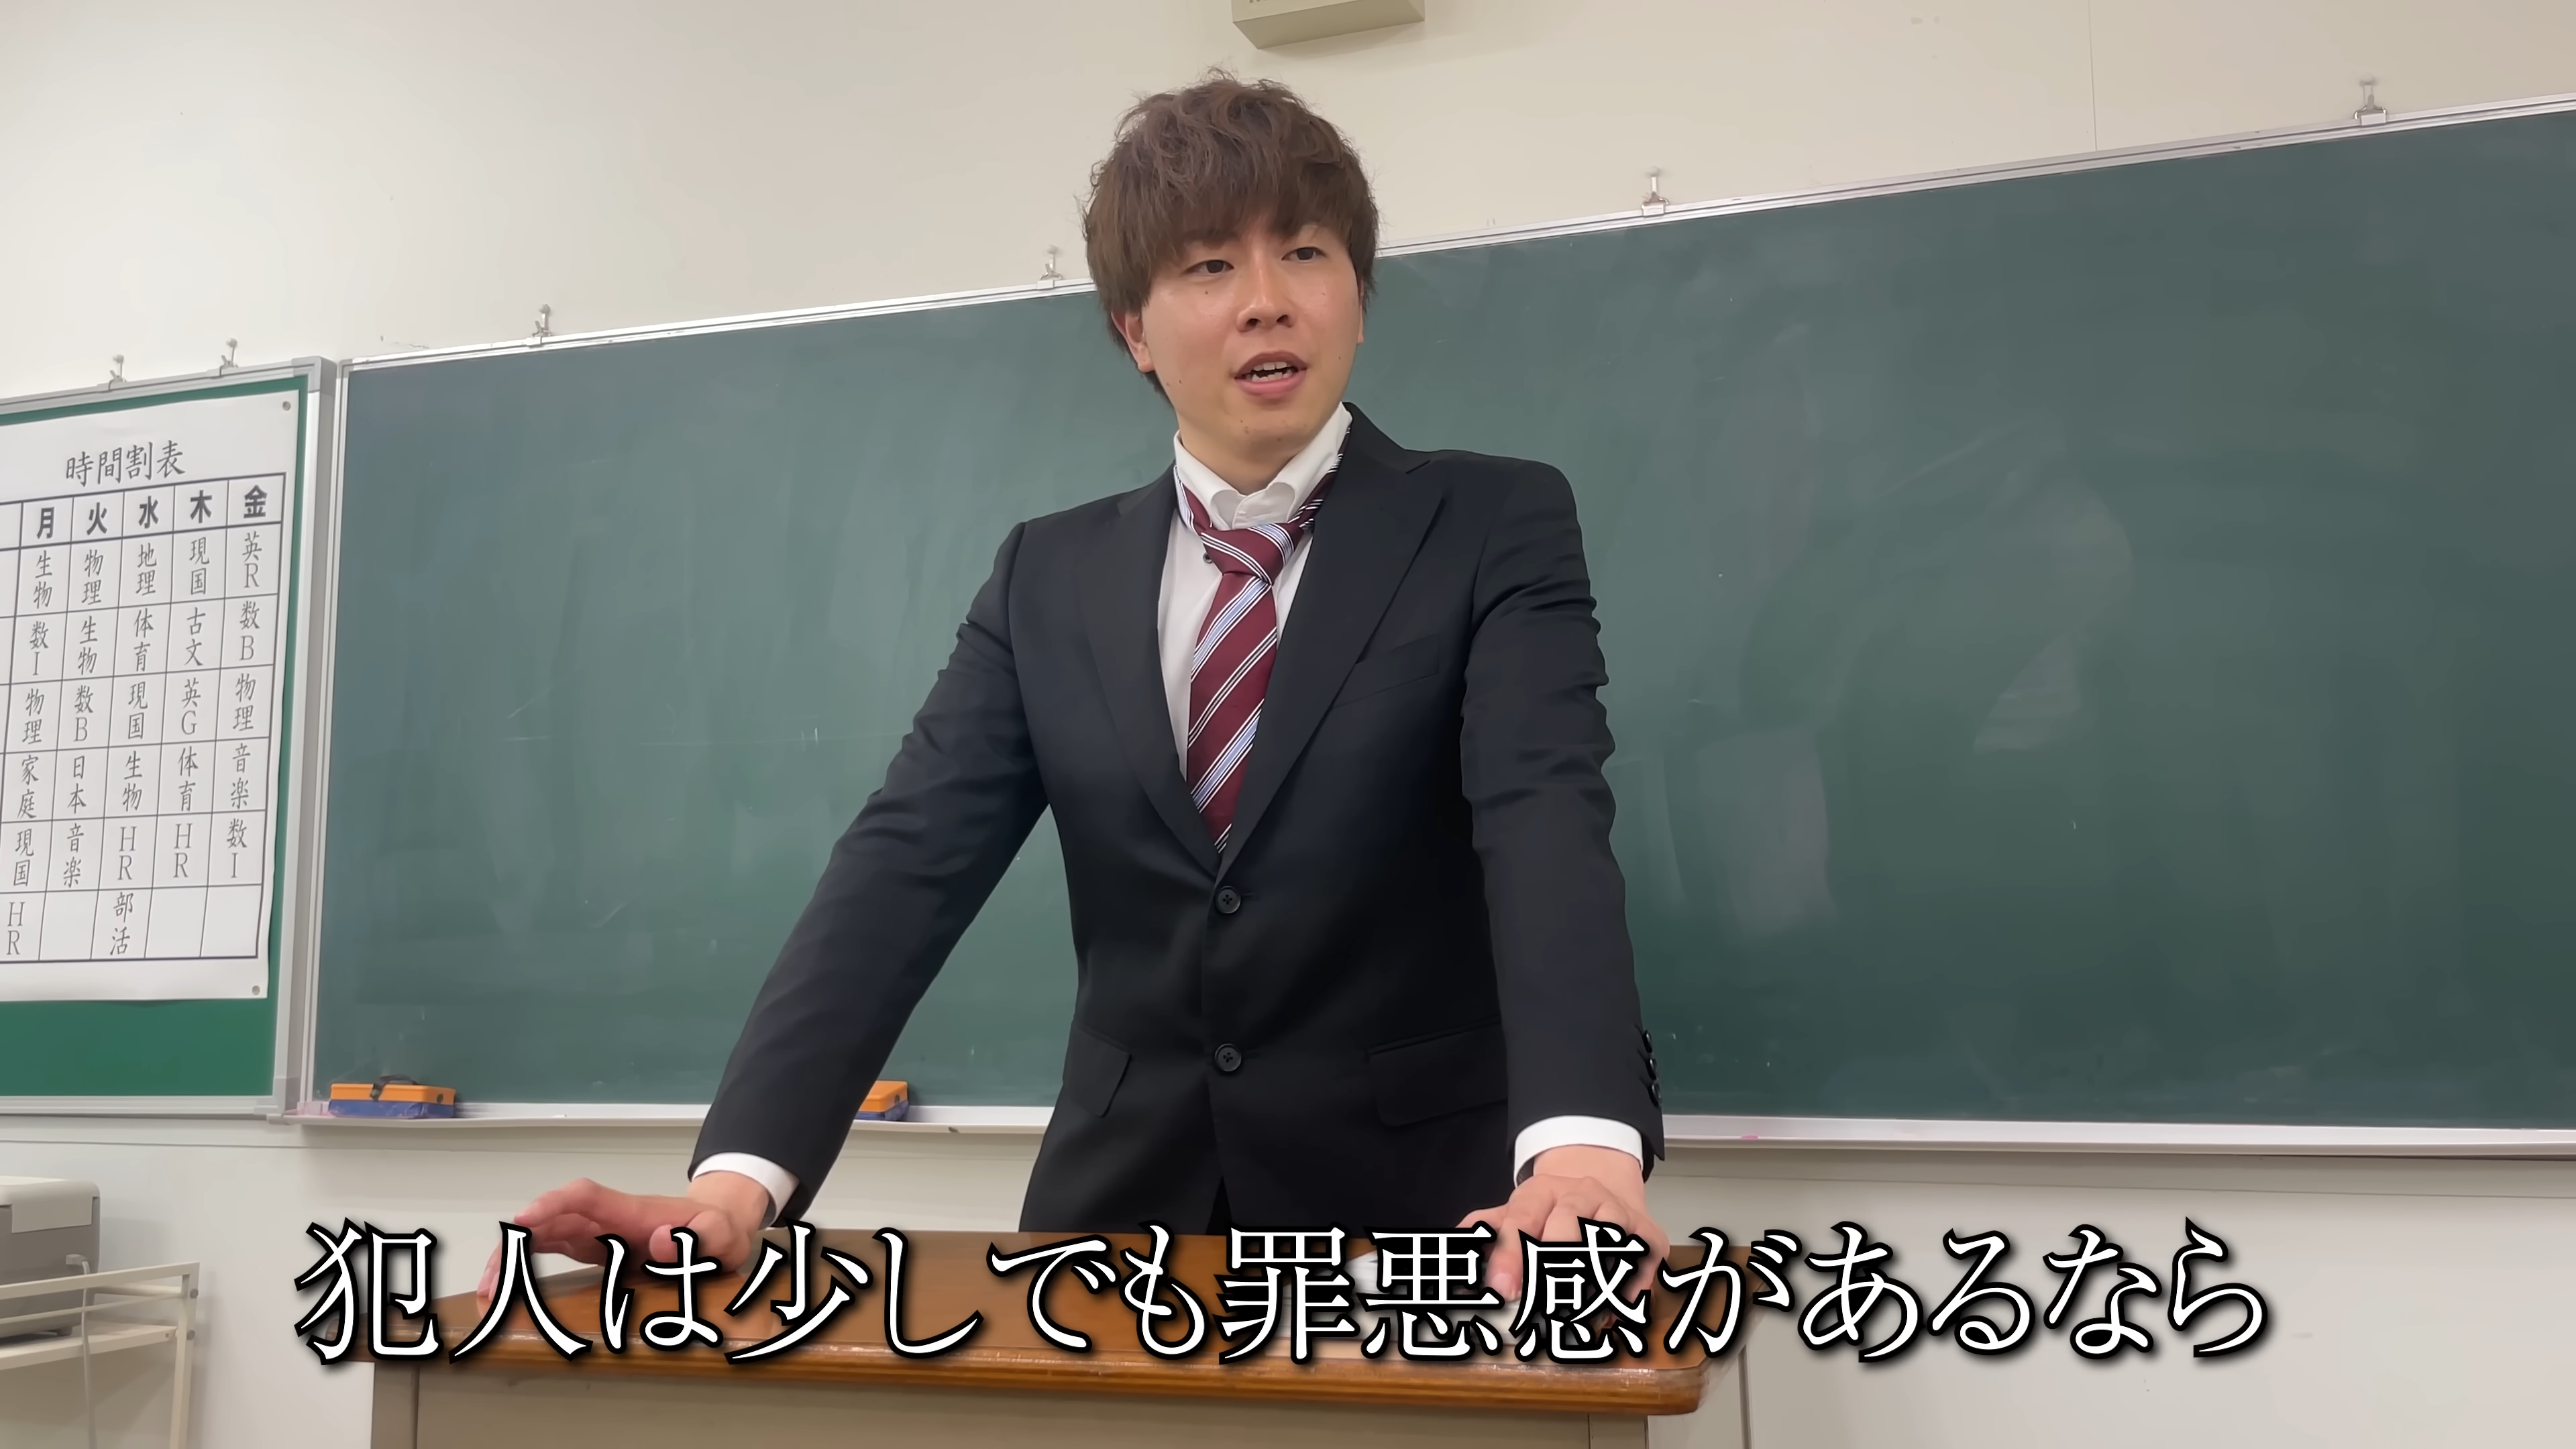 時間割表
月 火 水 木 金
生物 物理 地理 現国 英R
数I 生物 体育 古文 数B
物理 数B 現国 英G 物理
家庭 日本 生物 体育 音楽
現国 音楽 HR HR 数I
HR 部活
犯人は少しでも罪悪感があるなら